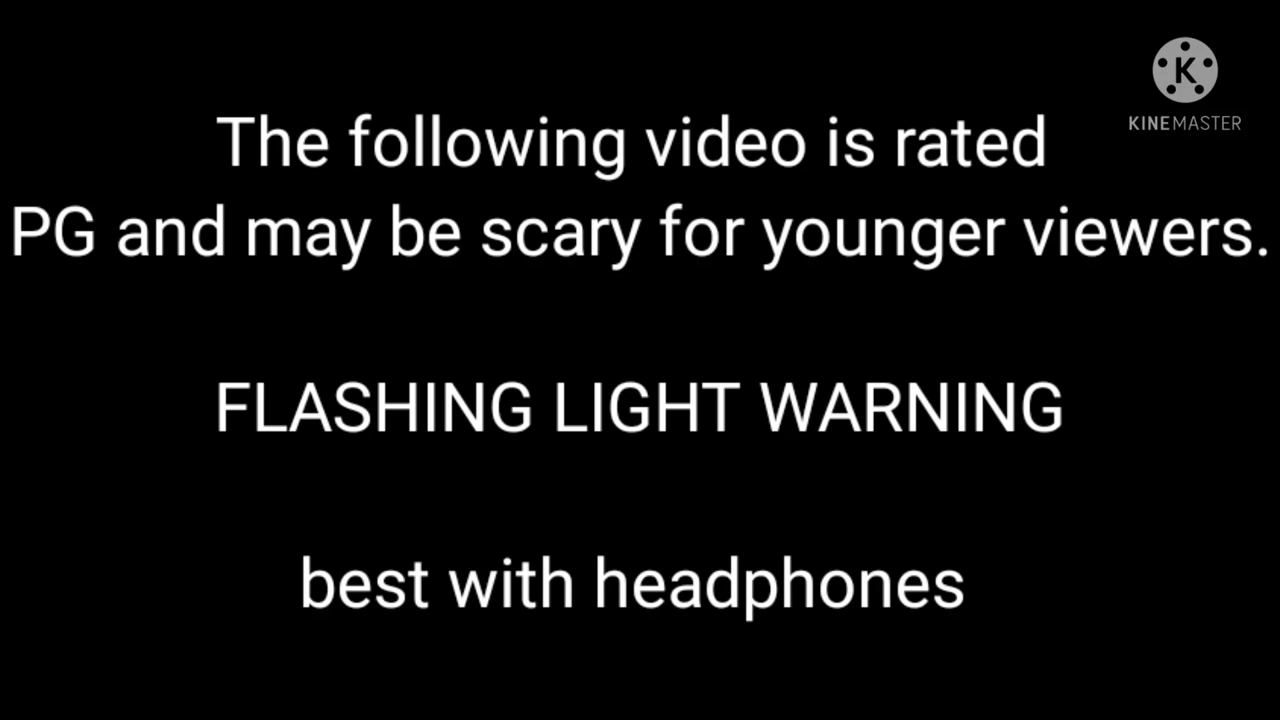 K
KINEMASTER
The following video is rated
PG and may be scary for younger viewers.
FLASHING LIGHT WARNING
best with headphones